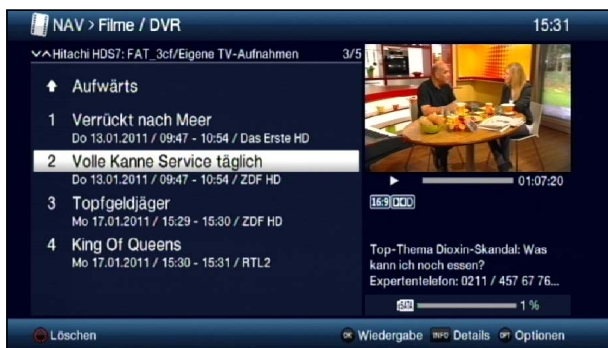 NAV > Filme / DVR 15:31
Hitachi HDS7: FAT_3cf/Eigene TV-Aufnahmen 3/5
Aufwärts
1 Verrückt nach Meer
Do 13.01.2011 / 09:47 - 10:54 / Das Erste HD
2 Volle Kanne Service täglich
Do 13.01.2011 / 09:47 - 10:54 / ZDF HD
01:07:20
3 Topfgeldjäger
Mo 17.01.2011 / 15:29 - 15:30 / ZDF HD
16:9
4 King Of Queens
Mo 17.01.2011 / 15:30 - 15:31 / RTL2
Top-Thema Dioxin-Skandal: Was
kann ich noch essen?
Expertentelefon: 0211 / 457 67 76...
1 %
Löschen OK Wiedergabe INFO Details OPT Optionen